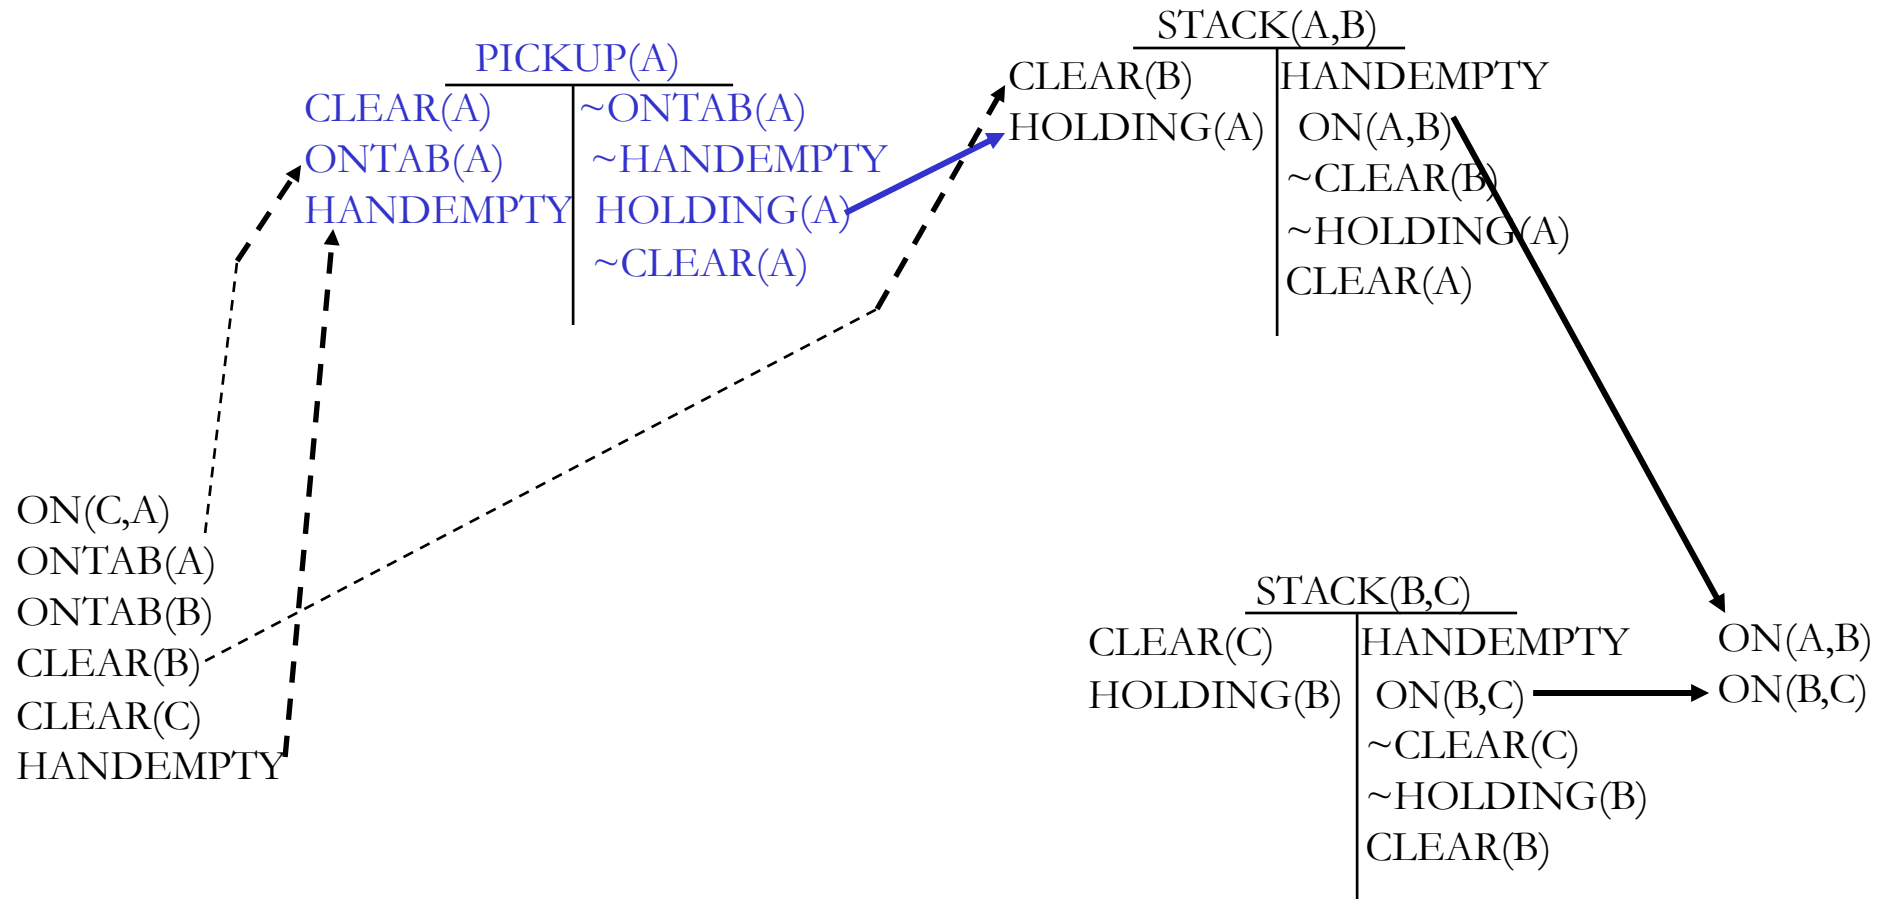 PICKUP(A)
CLEAR(A)
ONTAB(A)
HANDEMPTY
~ONTAB(A)
~HANDEMPTY
HOLDING(A)
~CLEAR(A)
STACK(A,B)
CLEAR(B)
HOLDING(A)
HANDEMPTY
ON(A,B)
~CLEAR(B)
~HOLDING(A)
CLEAR(A)
ON(C,A)
ONTAB(A)
ONTAB(B)
CLEAR(B)
CLEAR(C)
HANDEMPTY
STACK(B,C)
CLEAR(C)
HOLDING(B)
HANDEMPTY
ON(B,C)
~CLEAR(C)
~HOLDING(B)
CLEAR(B)
ON(A,B)
ON(B,C)